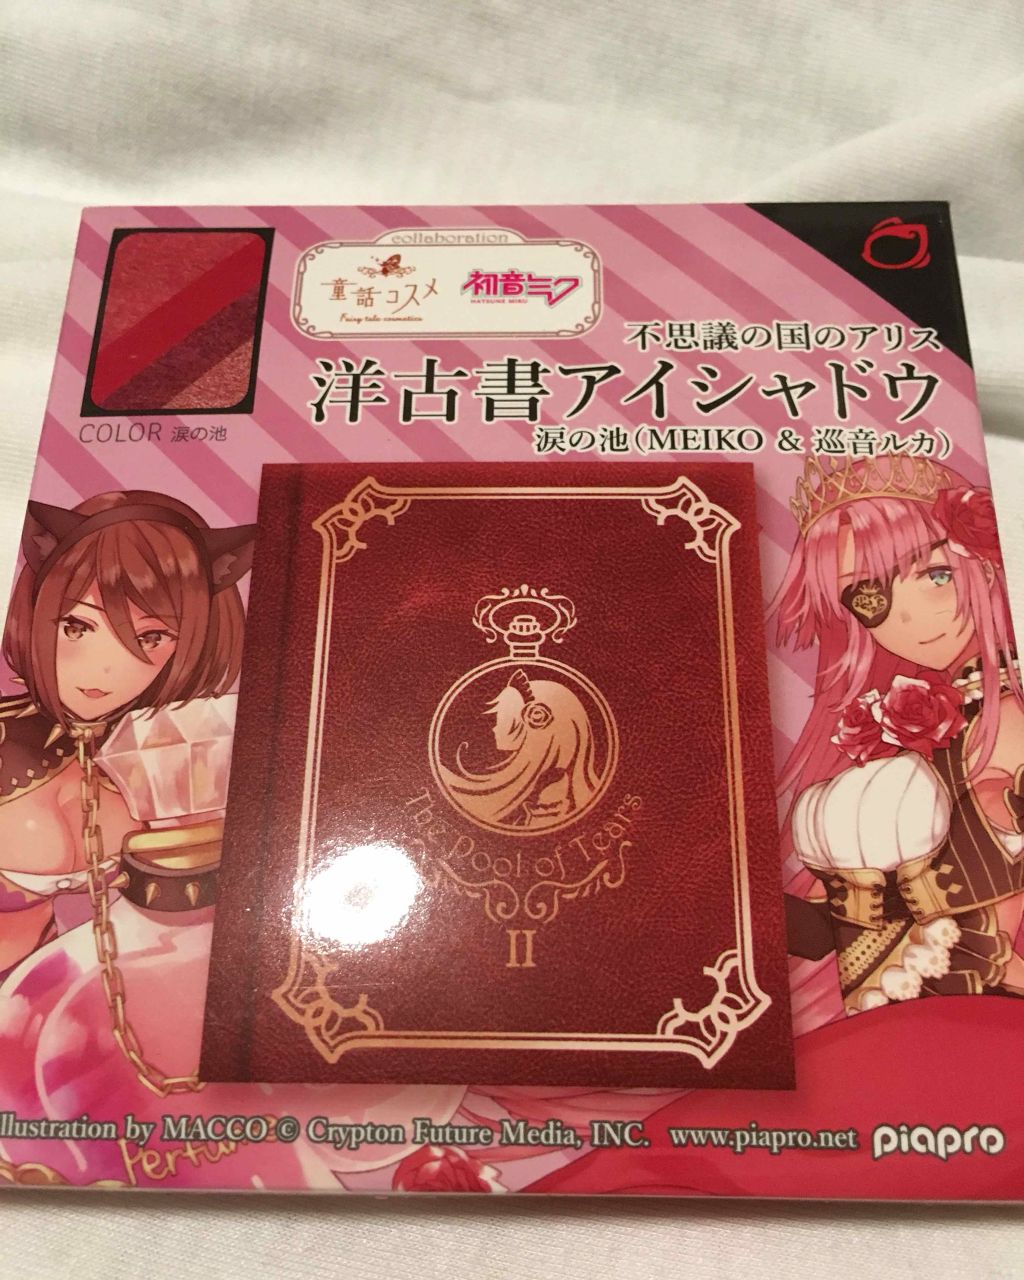 collaboration
童話コスメ
Fairy tale cosmetics
初音ミク
HATSUNE MIKU
不思議の国のアリス
洋古書アイシャドウ
涙の池(MEIKO & 巡音ルカ)
COLOR 涙の池
The Pool of Tears
II
Illustration by MACCO © Crypton Future Media, INC. www.piapro.net piapro
Perfume